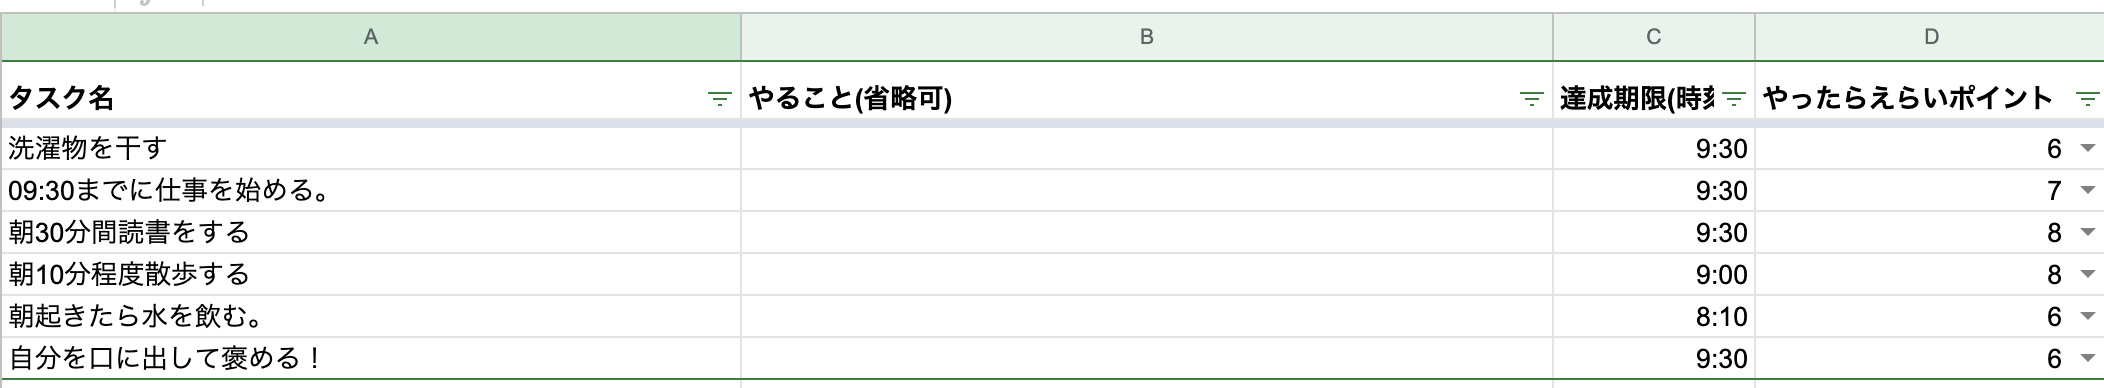 A B C D
タスク名 やること(省略可) 達成期限(時刻 やったらえらいポイント
洗濯物を干す 9:30 6
09:30までに仕事を始める。 9:30 7
朝30分間読書をする 9:30 8
朝10分程度散歩する 9:00 8
朝起きたら水を飲む。 8:10 6
自分を口に出して褒める！ 9:30 6